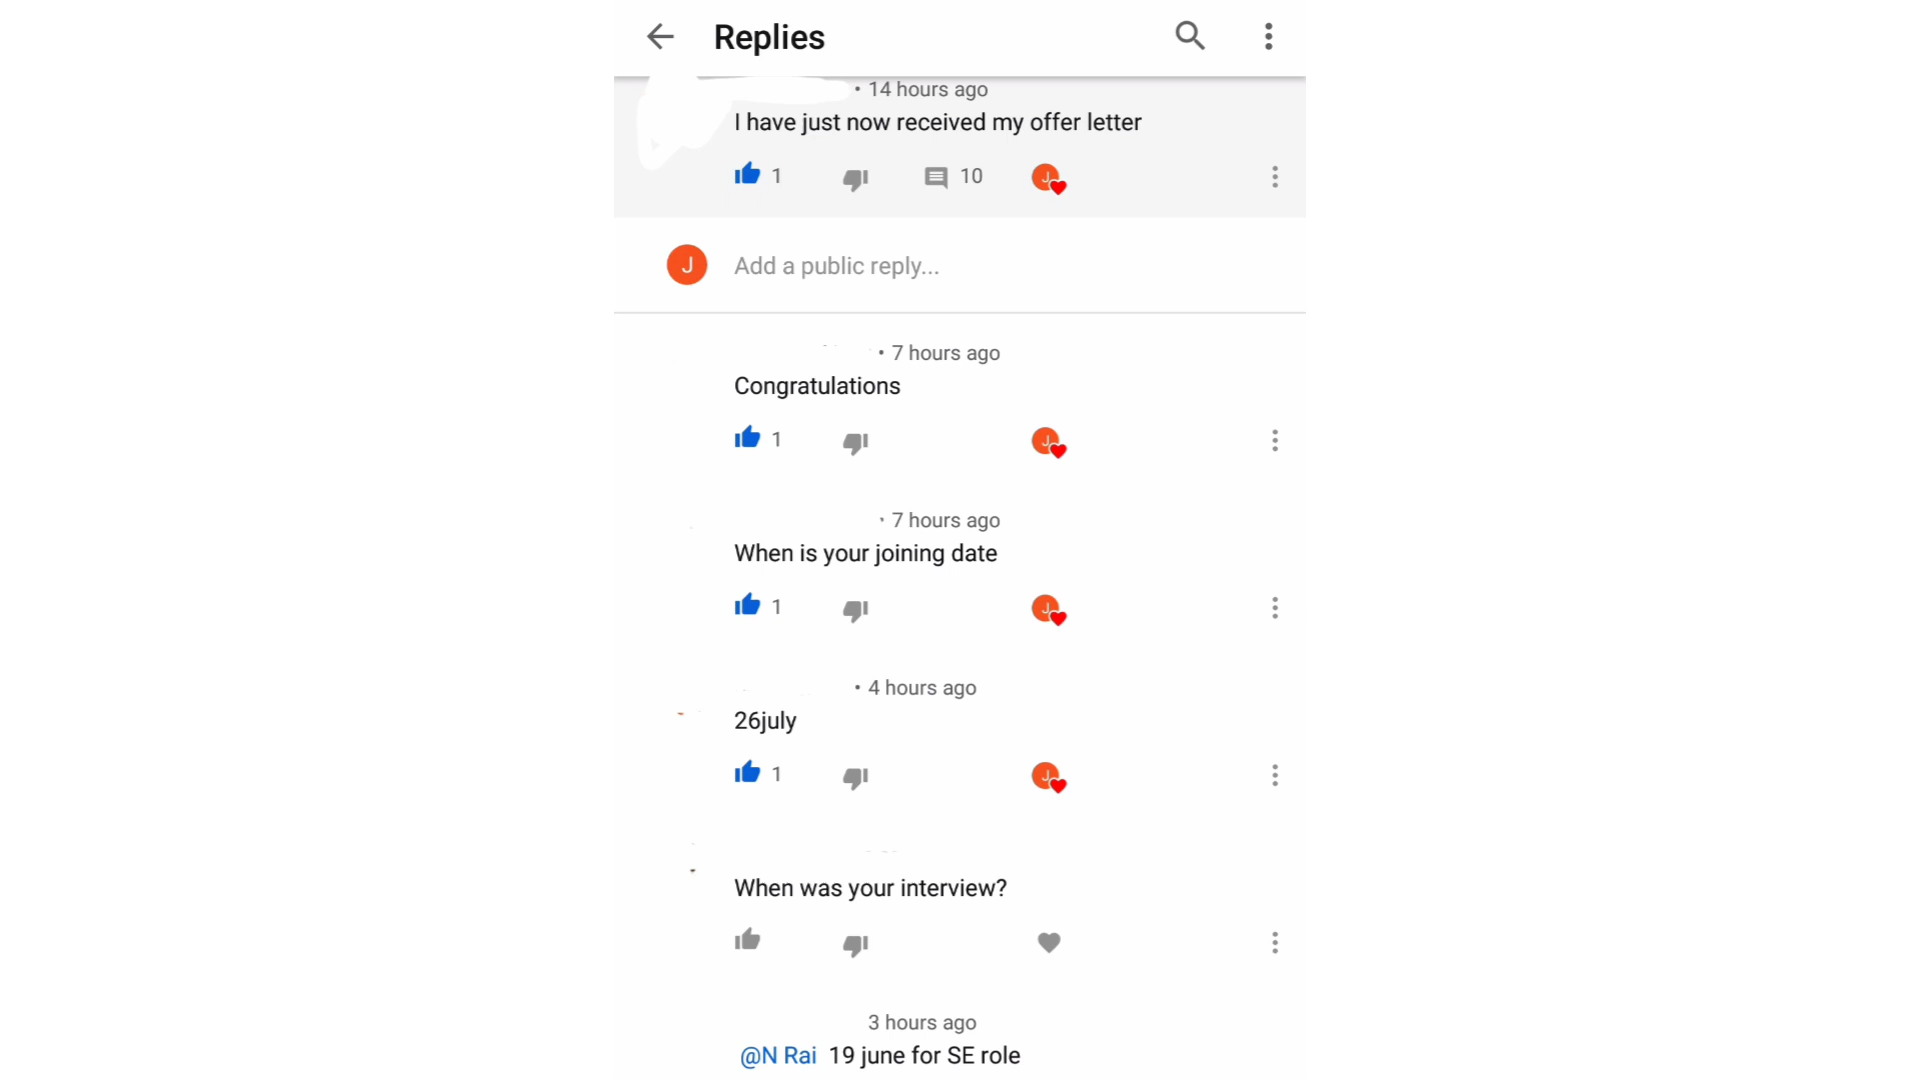 Replies
• 14 hours ago
I have just now received my offer letter
1 10 J
J Add a public reply...
• 7 hours ago
Congratulations
1 J
• 7 hours ago
When is your joining date
1 J
• 4 hours ago
26july
1 J
When was your interview?
3 hours ago
@N Rai 19 june for SE role